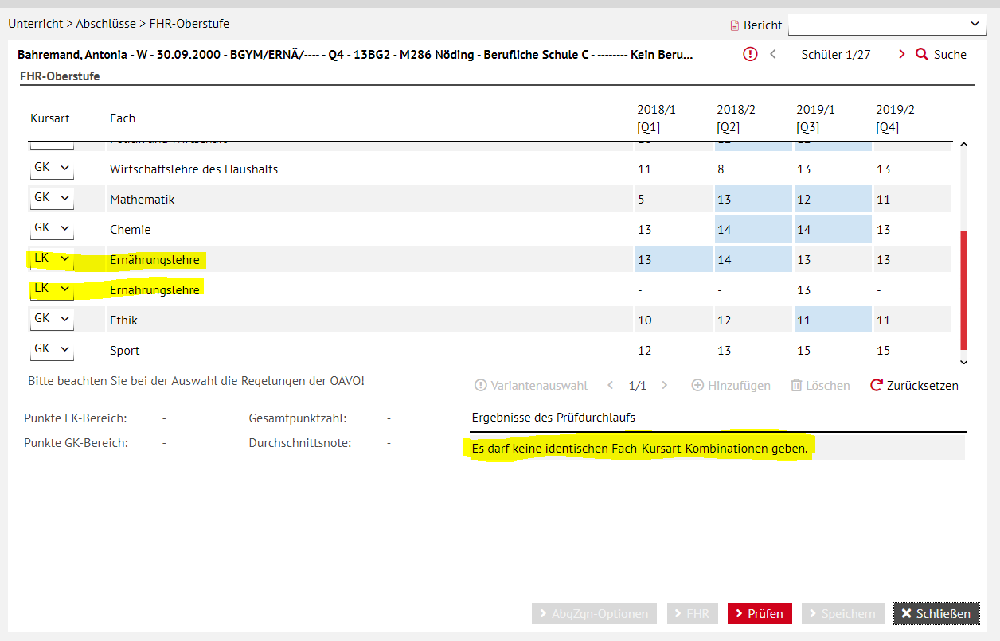 Unterricht > Abschlüsse > FHR-Oberstufe
Bericht
Bahremand, Antonia - W - 30.09.2000 - BGYM/ERNÄ/---- - Q4 - 13BG2 - M286 Nöding - Berufliche Schule C - -------- Kein Beru...
Schüler 1/27
Suche
FHR-Oberstufe
Kursart Fach 2018/1 [Q1] 2018/2 [Q2] 2019/1 [Q3] 2019/2 [Q4]
GK Wirtschaftslehre des Haushalts 11 8 13 13
GK Mathematik 5 13 12 11
GK Chemie 13 14 14 13
LK Ernährungslehre 13 14 13 13
LK Ernährungslehre - - 13 -
GK Ethik 10 12 11 11
GK Sport 12 13 15 15
Bitte beachten Sie bei der Auswahl die Regelungen der OAVO!
Variantenauswahl 1/1 Hinzufügen Löschen Zurücksetzen
Punkte LK-Bereich: - Gesamtpunktzahl: -
Punkte GK-Bereich: - Durchschnittsnote: -
Ergebnisse des Prüfdurchlaufs
Es darf keine identischen Fach-Kursart-Kombinationen geben.
AbgZgn-Optionen FHR Prüfen Speichern Schließen